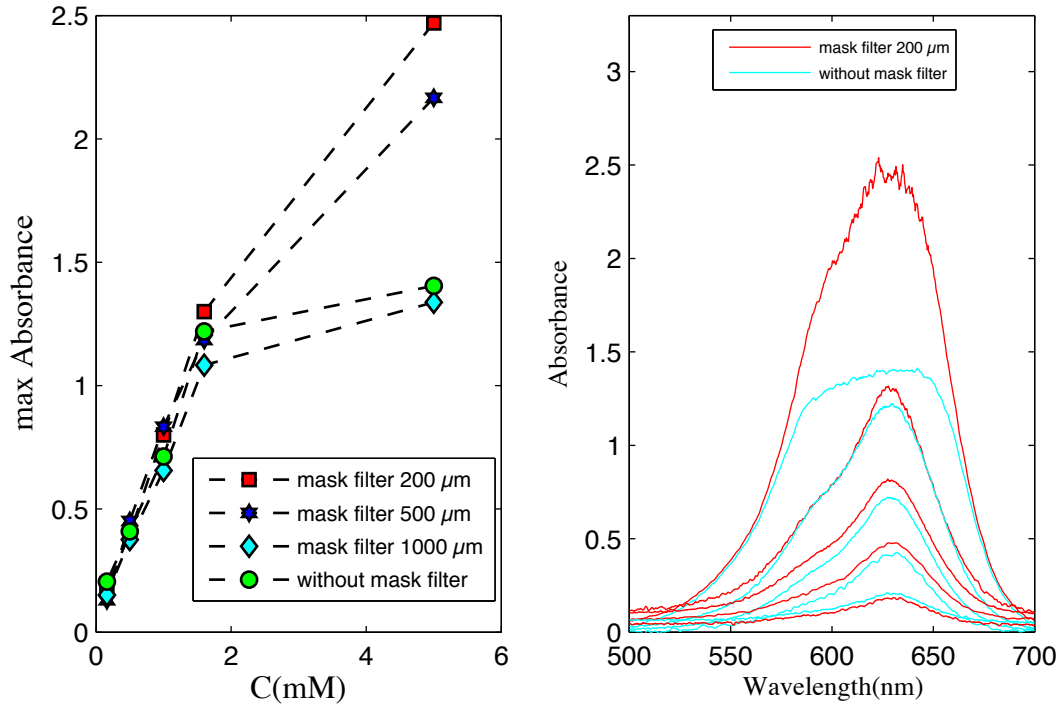 max Absorbance
2.5
2
1.5
1
0.5
0
0
2
4
6
C(mM)
mask filter 200 µm
mask filter 500 µm
mask filter 1000 µm
without mask filter
Absorbance
3
2.5
2
1.5
1
0.5
0
500
550
600
650
700
Wavelength(nm)
mask filter 200 µm
without mask filter